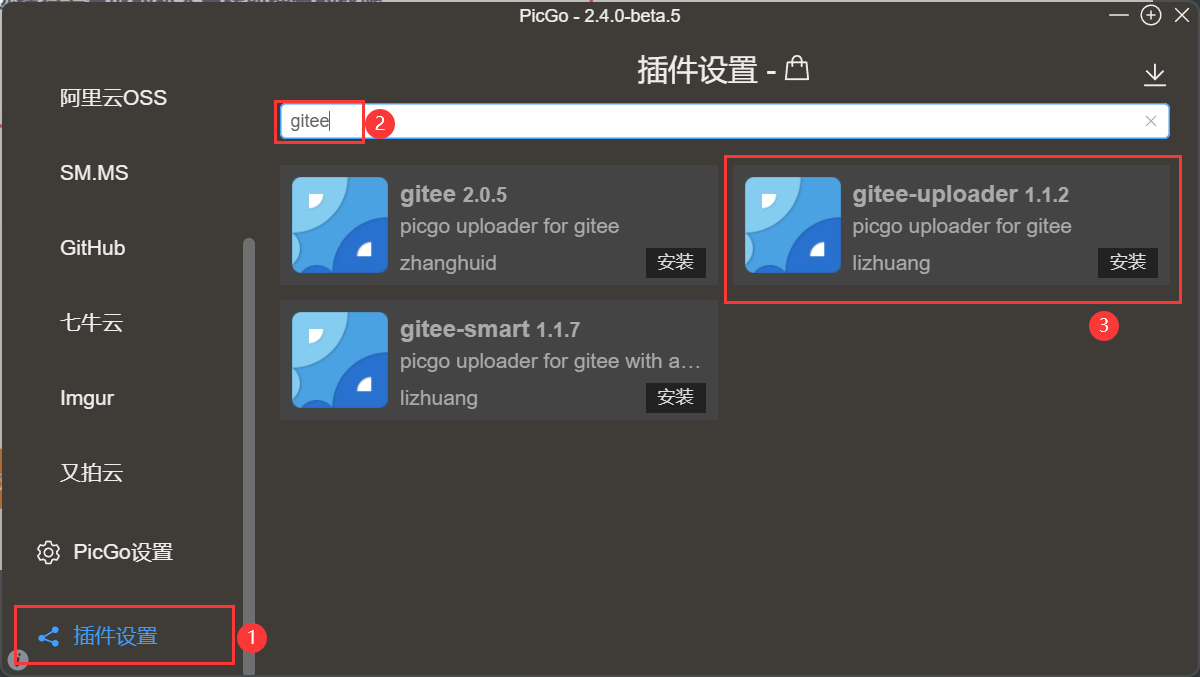 PicGo - 2.4.0-beta.5
插件设置 -
阿里云OSS
SM.MS
GitHub
七牛云
Imgur
又拍云
PicGo设置
插件设置
1
gitee
2
gitee 2.0.5
picgo uploader for gitee
zhanghuid
安装
gitee-uploader 1.1.2
picgo uploader for gitee
lizhuang
安装
3
gitee-smart 1.1.7
picgo uploader for gitee with a…
lizhuang
安装